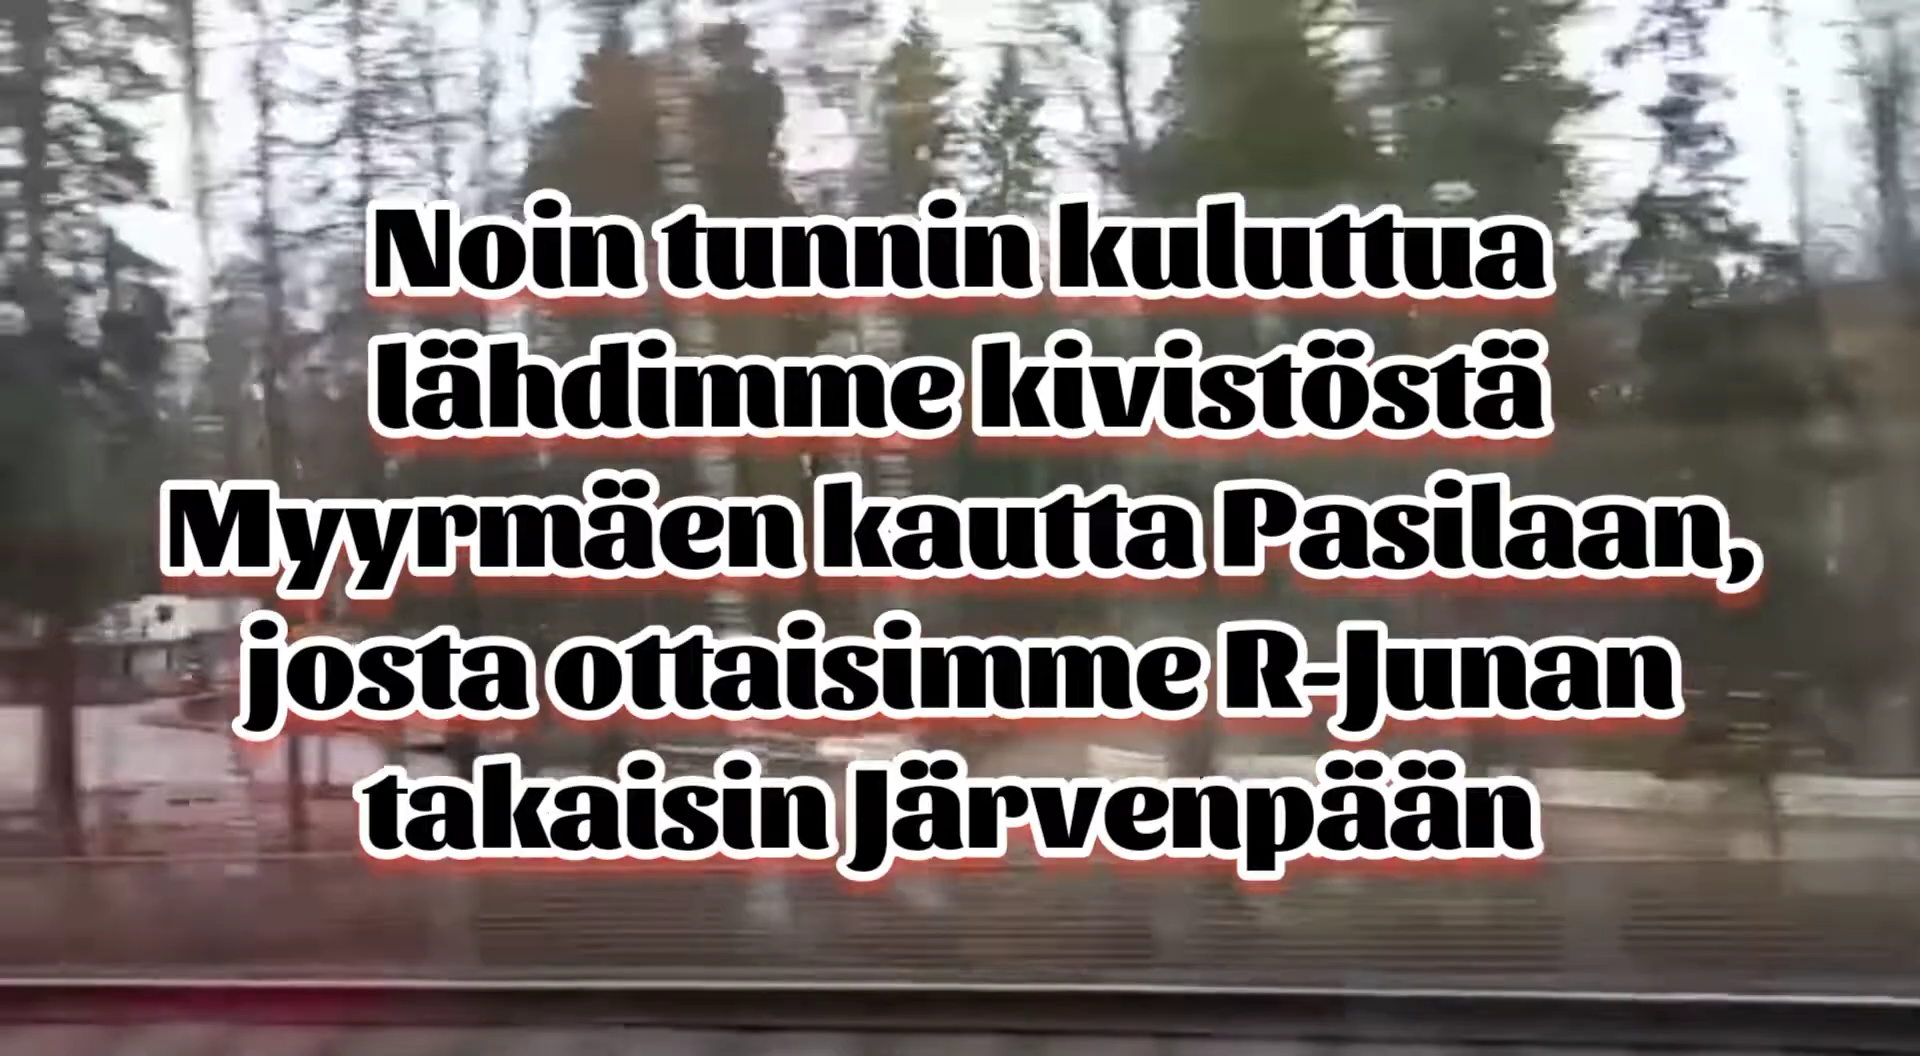 Noin tunnin kuluttua
lähdimme kivistöstä
Myyrmäen kautta Pasilaan,
josta ottaisimme R-Junan
takaisin Järvenpään